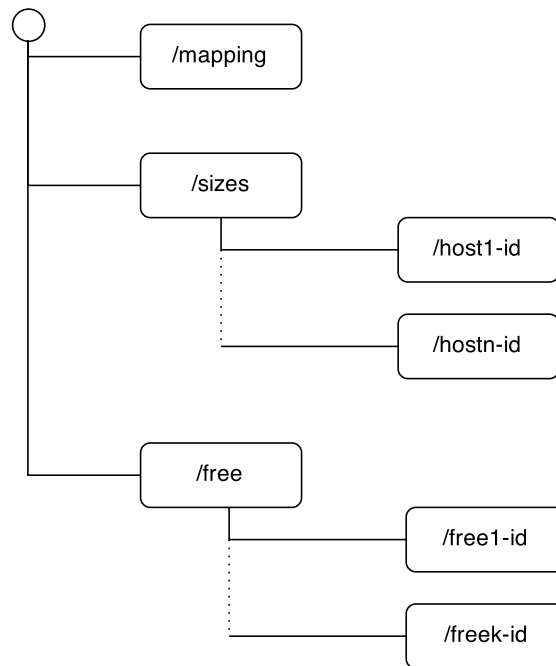 /mapping
/sizes
/host1-id
/hostn-id
/free
/free1-id
/freek-id